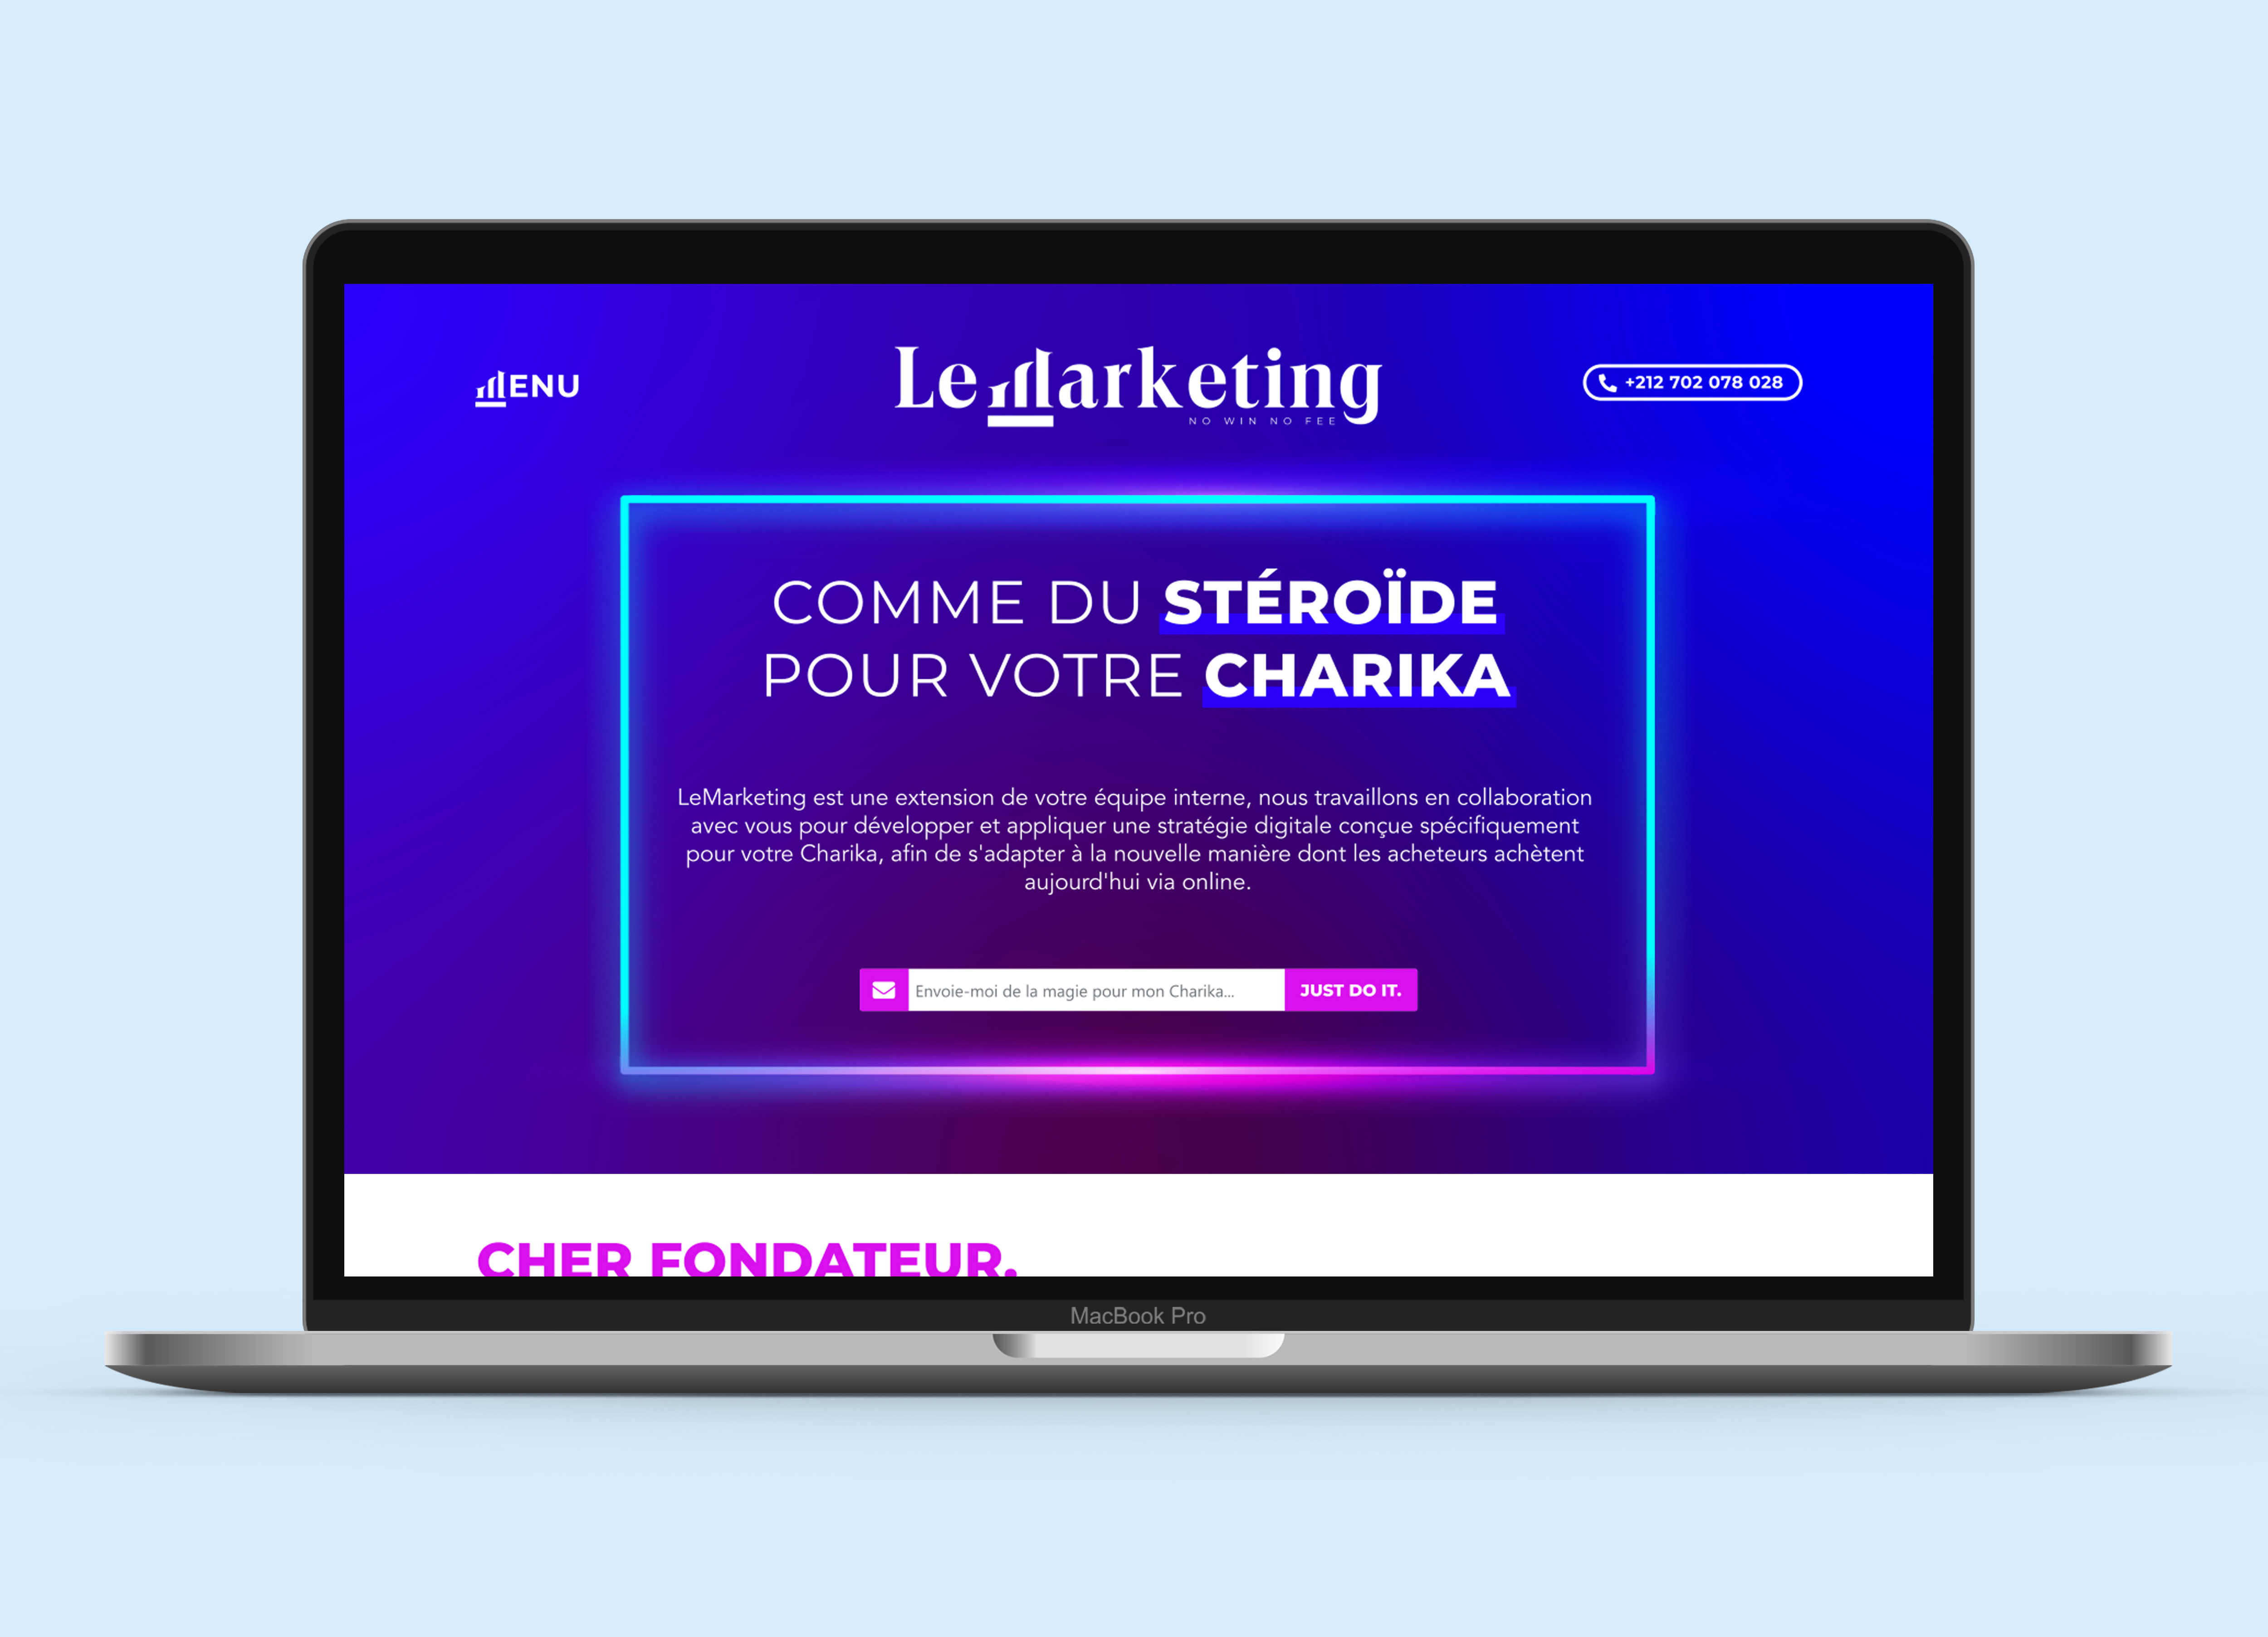 MENU
LeMarketing
NO WIN NO FEE
+212 702 078 028
COMME DU STÉROÏDE
POUR VOTRE CHARIKA
LeMarketing est une extension de votre équipe interne, nous travaillons en collaboration
avec vous pour développer et appliquer une stratégie digitale conçue spécifiquement
pour votre Charika, afin de s'adapter à la nouvelle manière dont les acheteurs achètent
aujourd'hui via online.
Envoie-moi de la magie pour mon Charika...
JUST DO IT.
CHER FONDATEUR.
MacBook Pro